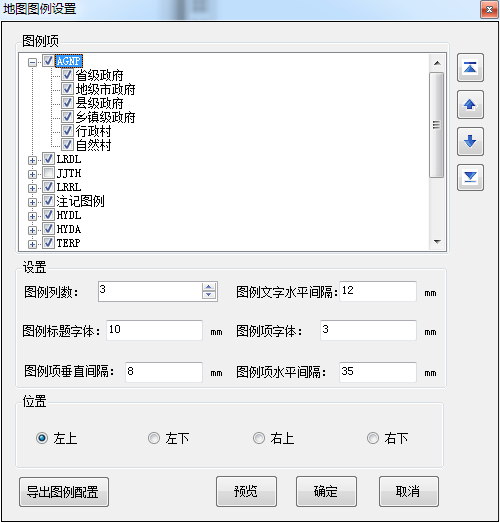 地图图例设置
图例项
AGNP
省级政府
地级市政府
县级政府
乡镇级政府
行政村
自然村
LRDL
JJTH
LRRL
注记图例
HYDL
HYDA
TERP
设置
图例列数： 3 图例文字水平间隔： 12 mm
图例标题字体： 10 mm 图例项字体： 3 mm
图例项垂直间隔： 8 mm 图例项水平间隔： 35 mm
位置
左上 左下 右上 右下
导出图例配置 预览 确定 取消